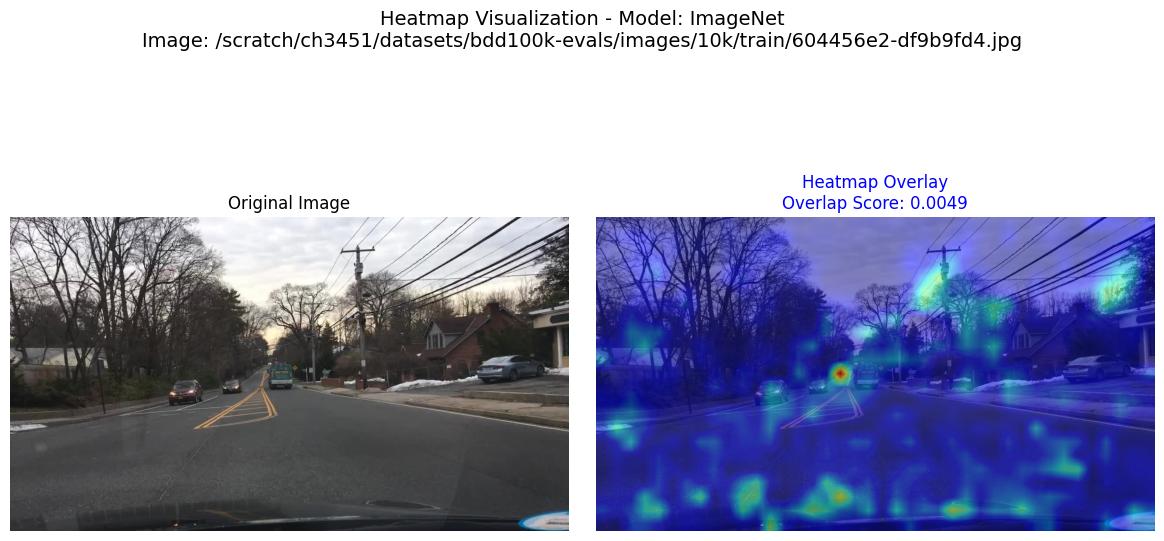 Heatmap Visualization - Model: ImageNet
Image: /scratch/ch3451/datasets/bdd100k-evals/images/10k/train/604456e2-df9b9fd4.jpg
Original Image
Heatmap Overlay
Overlap Score: 0.0049